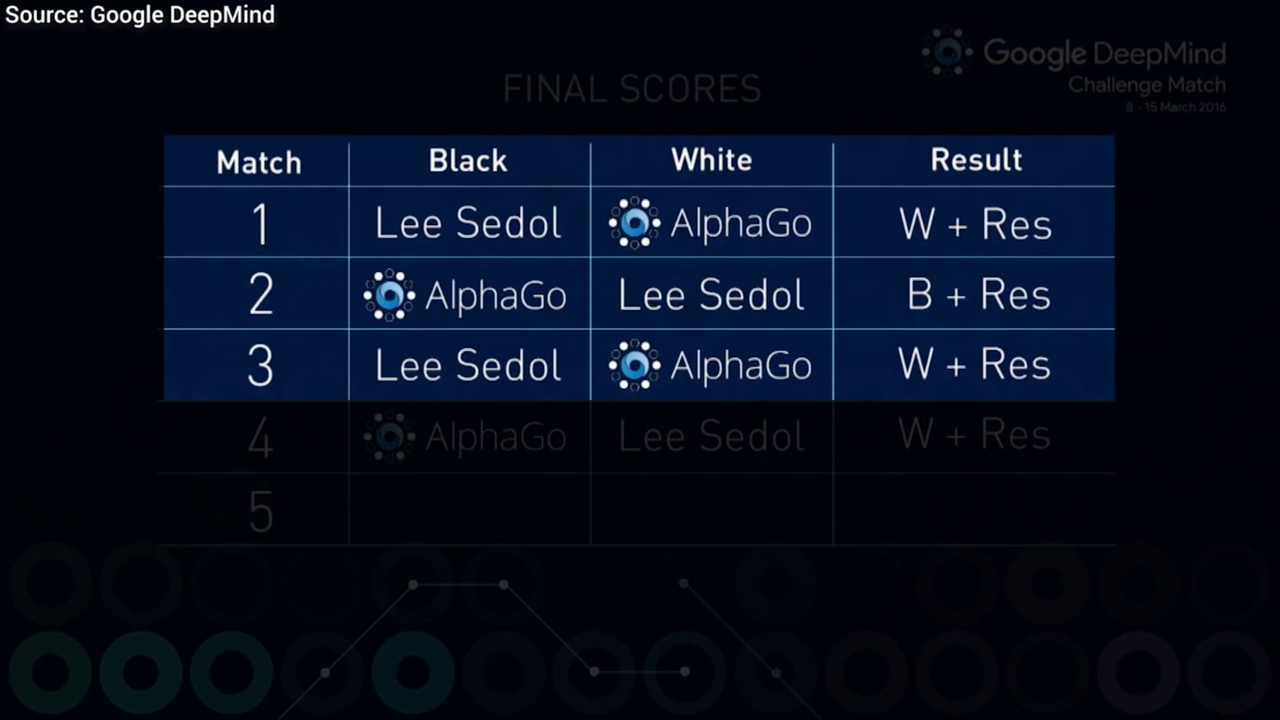 Source: Google DeepMind
Google DeepMind
Challenge Match
8 - 15 March 2016
FINAL SCORES
Match Black White Result
1 Lee Sedol AlphaGo W + Res
2 AlphaGo Lee Sedol B + Res
3 Lee Sedol AlphaGo W + Res
4 AlphaGo Lee Sedol W + Res
5